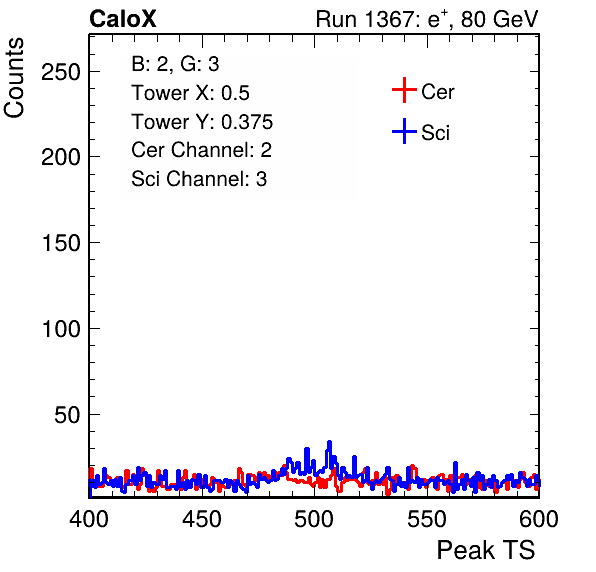 CaloX Run 1367: e⁺, 80 GeV
B: 2, G: 3
Tower X: 0.5
Tower Y: 0.375
Cer Channel: 2
Sci Channel: 3
Cer
Sci
Counts
250
200
150
100
50
400 450 500 550 600
Peak TS